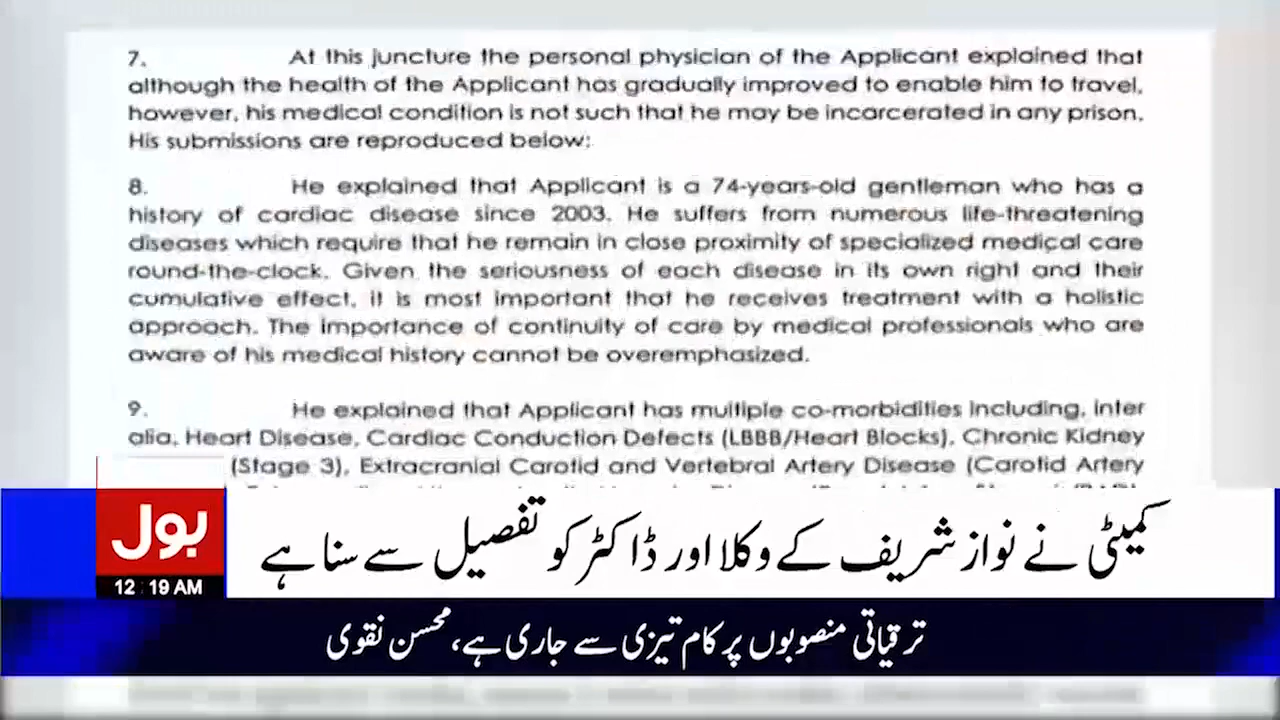 7. At this juncture the personal physician of the Applicant explained that
although the health of the Applicant has gradually improved to enable him to travel,
however, his medical condition is not such that he may be incarcerated in any prison.
His submissions are reproduced below:
8. He explained that Applicant is a 74-years-old gentleman who has a
history of cardiac disease since 2003. He suffers from numerous life-threatening
diseases which require that he remain in close proximity of specialized medical care
round-the-clock. Given the seriousness of each disease in its own right and their
cumulative effect, it is most important that he receives treatment with a holistic
approach. The importance of continuity of care by medical professionals who are
aware of his medical history cannot be overemphasized.
9. He explained that Applicant has multiple co-morbidities including, inter
alia, Heart Disease, Cardiac Conduction Defects (LBBB/Heart Blocks), Chronic Kidney
(Stage 3), Extracranial Carotid and Vertebral Artery Disease (Carotid Artery
بول
12:19 AM
کمیٹی نے نواز شریف کے وکلا اور ڈاکٹر کو تفصیل سے سنا ہے
ترقیاتی منصوبوں پر کام تیزی سے جاری ہے، محسن نقوی